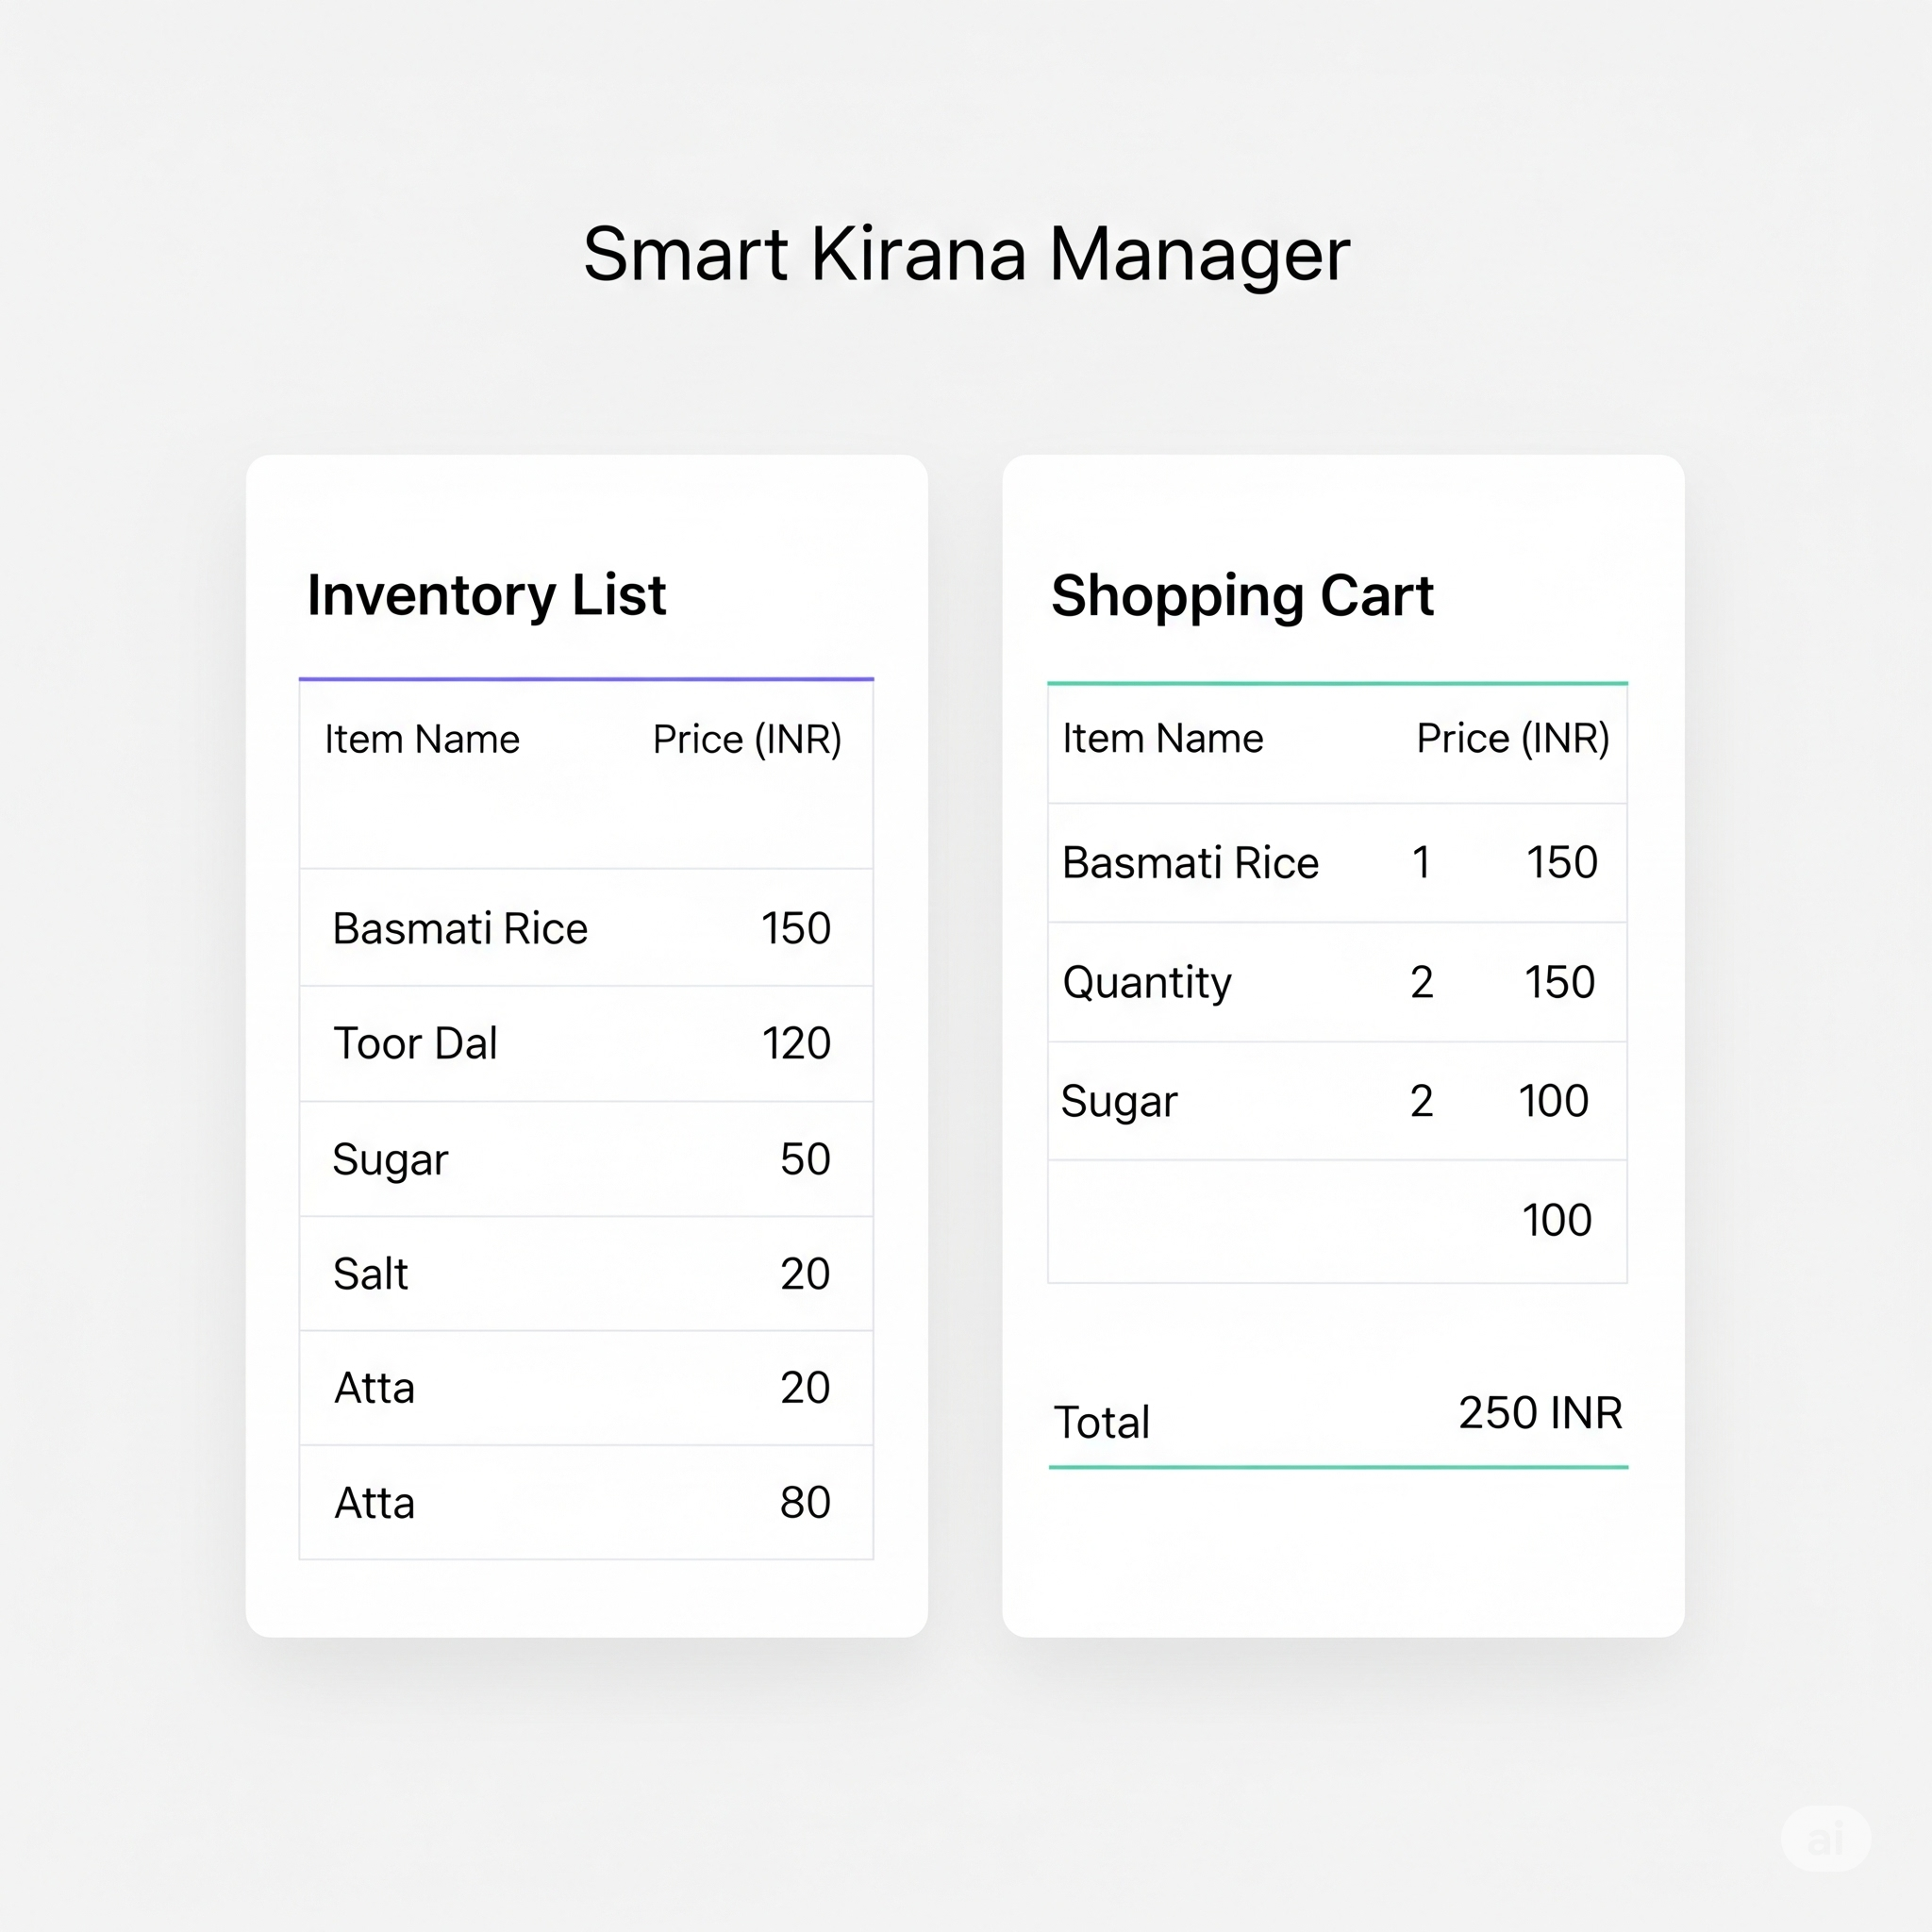 Smart Kirana Manager
Inventory List
Item Name Price (INR)
Basmati Rice 150
Toor Dal 120
Sugar 50
Salt 20
Atta 20
Atta 80
Shopping Cart
Item Name Price (INR)
Basmati Rice 1 150
Quantity 2 150
Sugar 2 100
100
Total 250 INR
ai